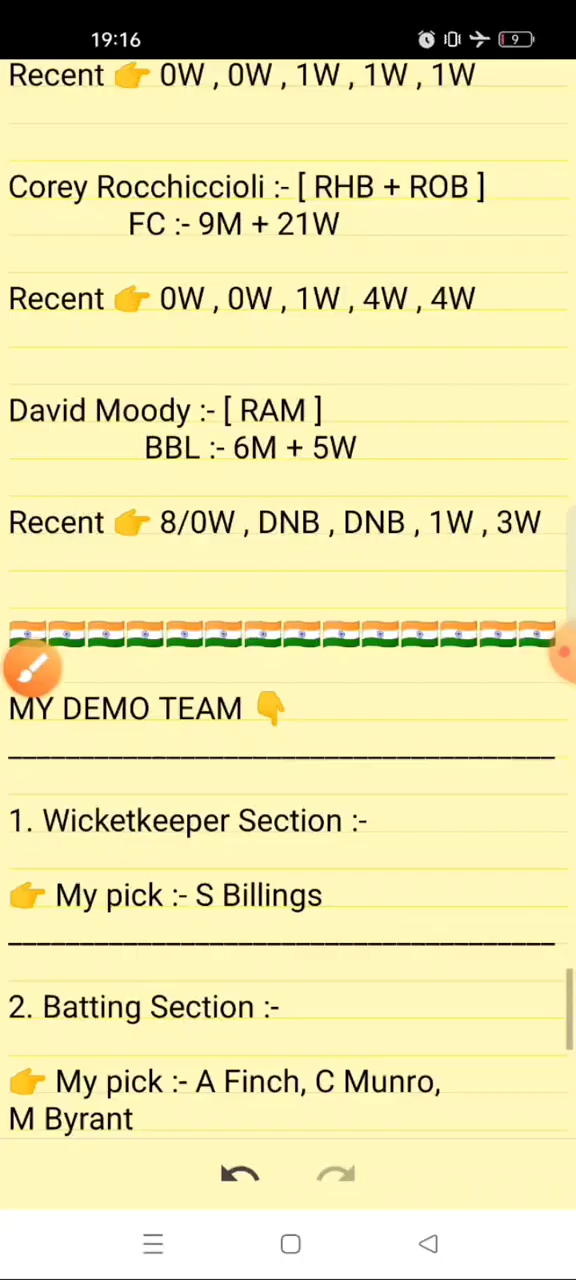 19:16
9
Recent 👉 0W , 0W , 1W , 1W , 1W
Corey Rocchiccioli :- [ RHB + ROB ]
FC :- 9M + 21W
Recent 👉 0W , 0W , 1W , 4W , 4W
David Moody :- [ RAM ]
BBL :- 6M + 5W
Recent 👉 8/0W , DNB , DNB , 1W , 3W
🇮🇳🇮🇳🇮🇳🇮🇳🇮🇳🇮🇳🇮🇳🇮🇳🇮🇳🇮🇳🇮🇳🇮🇳🇮🇳🇮🇳
MY DEMO TEAM 👇
1. Wicketkeeper Section :-
👉 My pick :- S Billings
2. Batting Section :-
👉 My pick :- A Finch, C Munro,
M Byrant